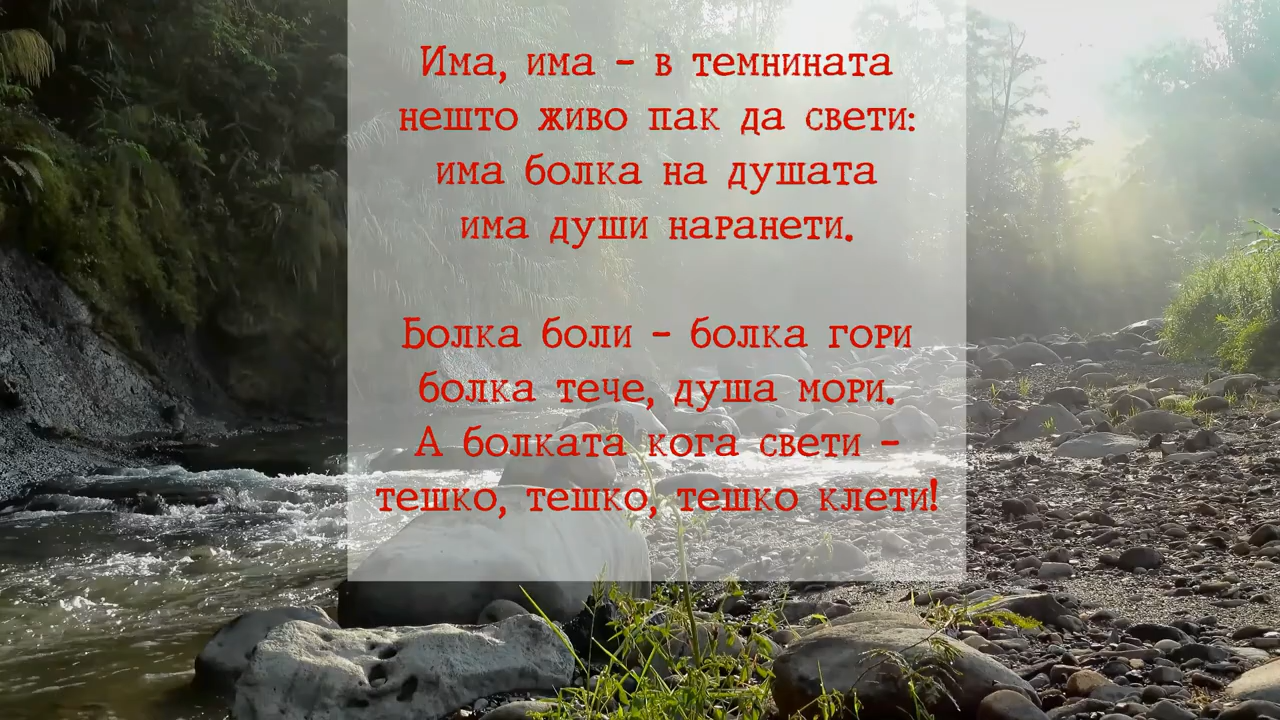 Има, има - в темнината
нешто живо пак да свети:
има болка на душата
има души наранети.
Болка боли - болка гори
болка тече, душа мори.
А болката кога свети -
тешко, тешко, тешко клети!